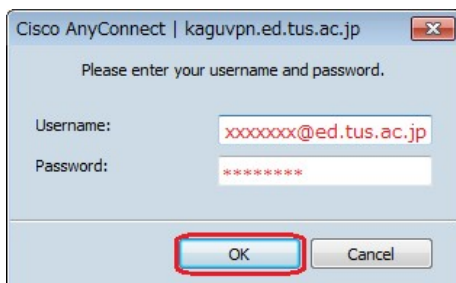 Cisco AnyConnect | kaguvpn.ed.tus.ac.jp
Please enter your username and password.
Username: xxxxxxx@ed.tus.ac.jp
Password: ********
OK Cancel